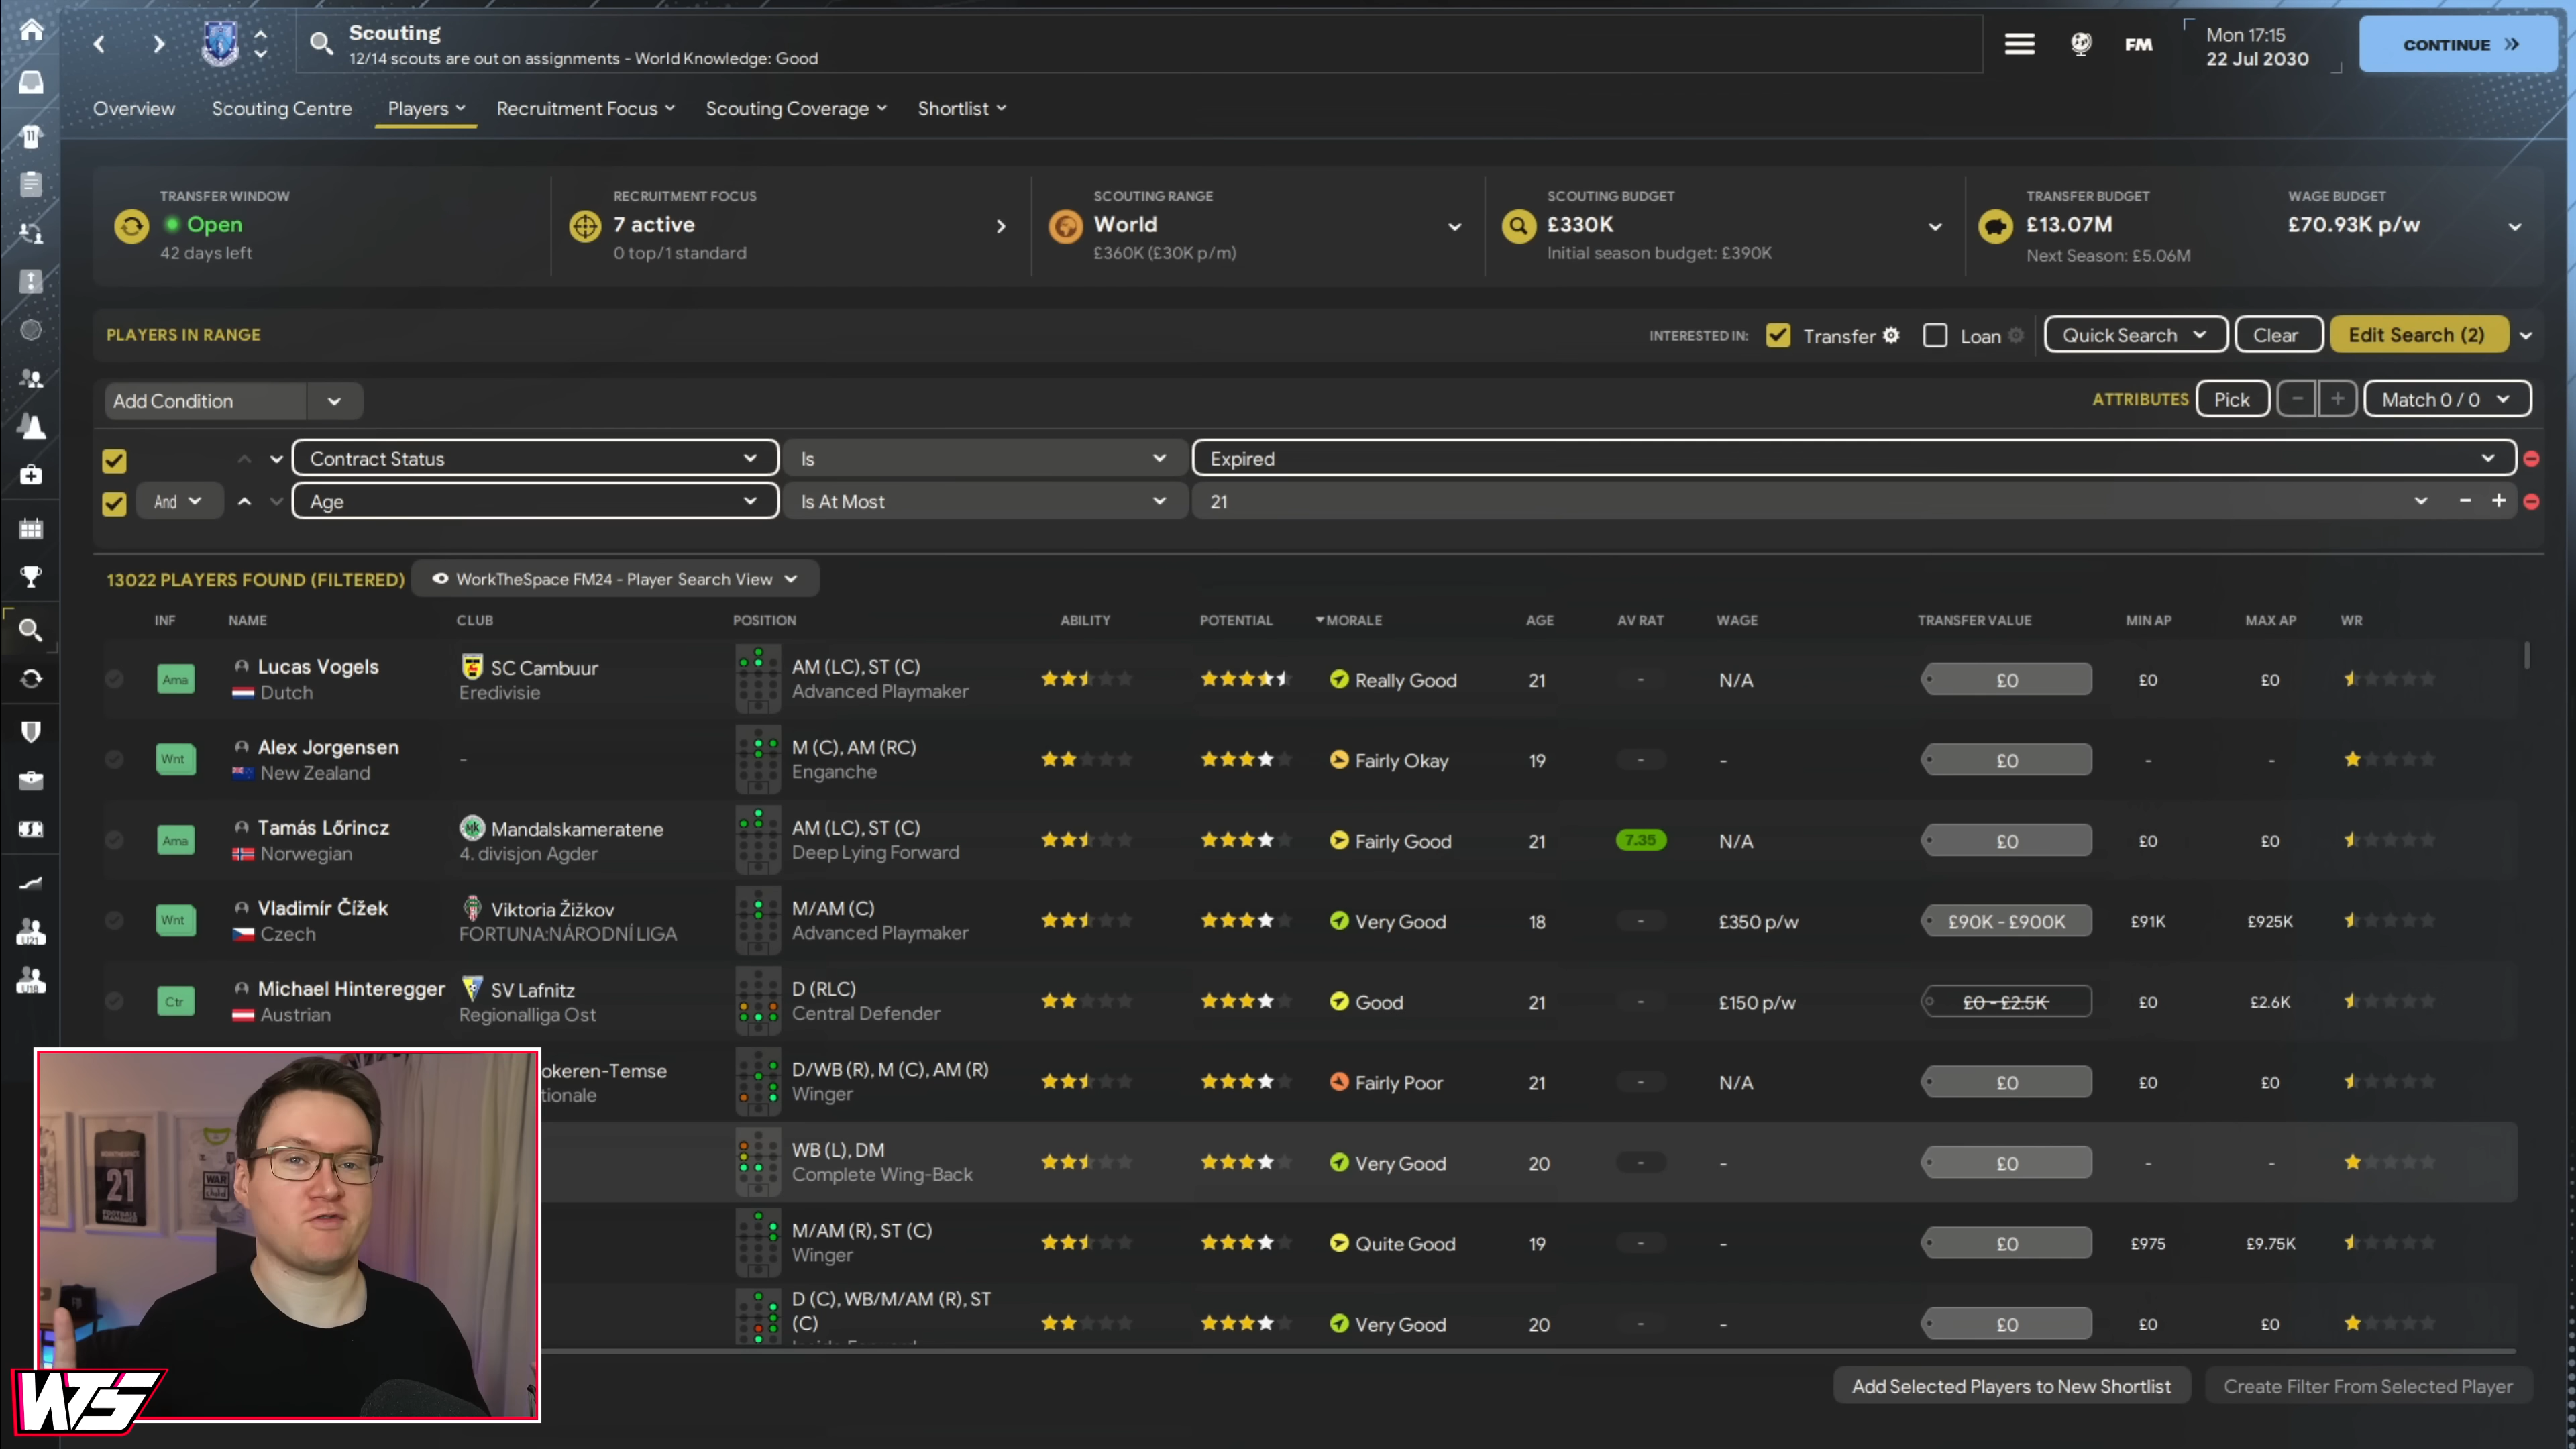 Scouting
12/14 scouts are out on assignments - World Knowledge: Good
FM
Mon 17:15
22 Jul 2030
CONTINUE
Overview
Scouting Centre
Players
Recruitment Focus
Scouting Coverage
Shortlist
TRANSFER WINDOW
Open
42 days left
RECRUITMENT FOCUS
7 active
0 top/1 standard
SCOUTING RANGE
World
£360K (£30K p/m)
SCOUTING BUDGET
£330K
Initial season budget: £390K
TRANSFER BUDGET
£13.07M
Next Season: £5.06M
WAGE BUDGET
£70.93K p/w
PLAYERS IN RANGE
INTERESTED IN: Transfer Loan
Quick Search
Clear
Edit Search (2)
Add Condition
ATTRIBUTES
Pick
- +
Match 0 / 0
Contract Status Is Expired
And Age Is At Most 21 - +
13022 PLAYERS FOUND (FILTERED)
WorkTheSpace FM24 - Player Search View
INF NAME CLUB POSITION ABILITY POTENTIAL MORALE AGE AV RAT WAGE TRANSFER VALUE MIN AP MAX AP WR
Ama Lucas Vogels SC Cambuur AM (LC), ST (C) Really Good 21 - N/A £0 £0 £0
Dutch Eredivisie Advanced Playmaker
Wnt Alex Jorgensen - M (C), AM (RC) Fairly Okay 19 - - £0 - -
New Zealand Enganche
Ama Tamás Lőrincz Mandalskameratene AM (LC), ST (C) Fairly Good 21 7.35 N/A £0 £0 £0
Norwegian 4. divisjon Agder Deep Lying Forward
Wnt Vladimír Čížek Viktoria Žižkov M/AM (C) Very Good 18 - £350 p/w £90K - £900K £91K £925K
Czech FORTUNA:NÁRODNÍ LIGA Advanced Playmaker
Ctr Michael Hinteregger SV Lafnitz D (RLC) Good 21 - £150 p/w £0 - £2.5K £0 £2.6K
Austrian Regionalliga Ost Central Defender
okeren-Temse D/WB (R), M (C), AM (R) Fairly Poor 21 - N/A £0 £0 £0
tionale Winger
WB (L), DM Very Good 20 - - £0 - -
Complete Wing-Back
M/AM (R), ST (C) Quite Good 19 - - £0 £975 £9.75K
Winger
D (C), WB/M/AM (R), ST
(C) Very Good 20 - - £0 £0 £0
Add Selected Players to New Shortlist
Create Filter From Selected Player
11
U21
U18
21
FOOTBALL
WTS